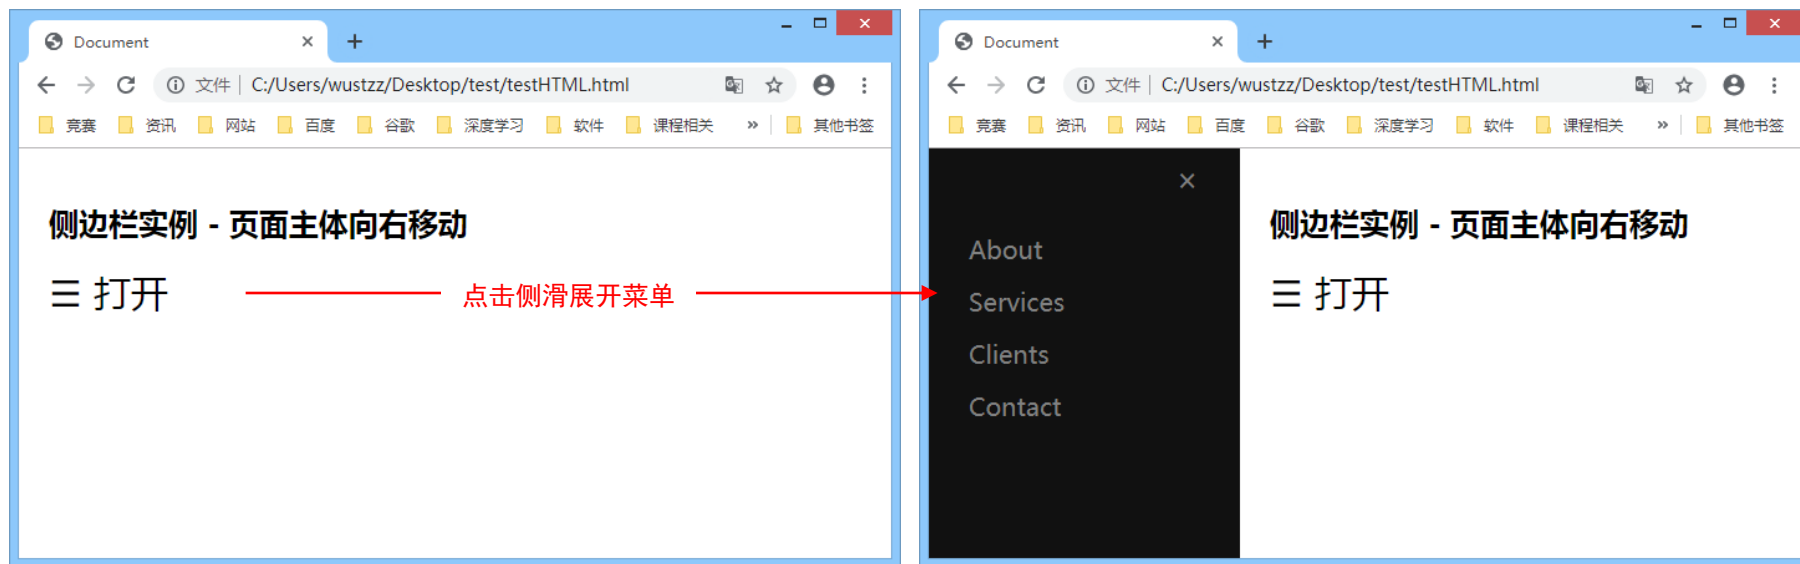 Document
文件 C:/Users/wustzz/Desktop/test/testHTML.html
竞赛 资讯 网站 百度 谷歌 深度学习 软件 课程相关 » 其他书签
侧边栏实例 - 页面主体向右移动
☰ 打开
点击侧滑展开菜单
Document
文件 C:/Users/wustzz/Desktop/test/testHTML.html
竞赛 资讯 网站 百度 谷歌 深度学习 软件 课程相关 » 其他书签
×
About
Services
Clients
Contact
侧边栏实例 - 页面主体向右移动
☰ 打开